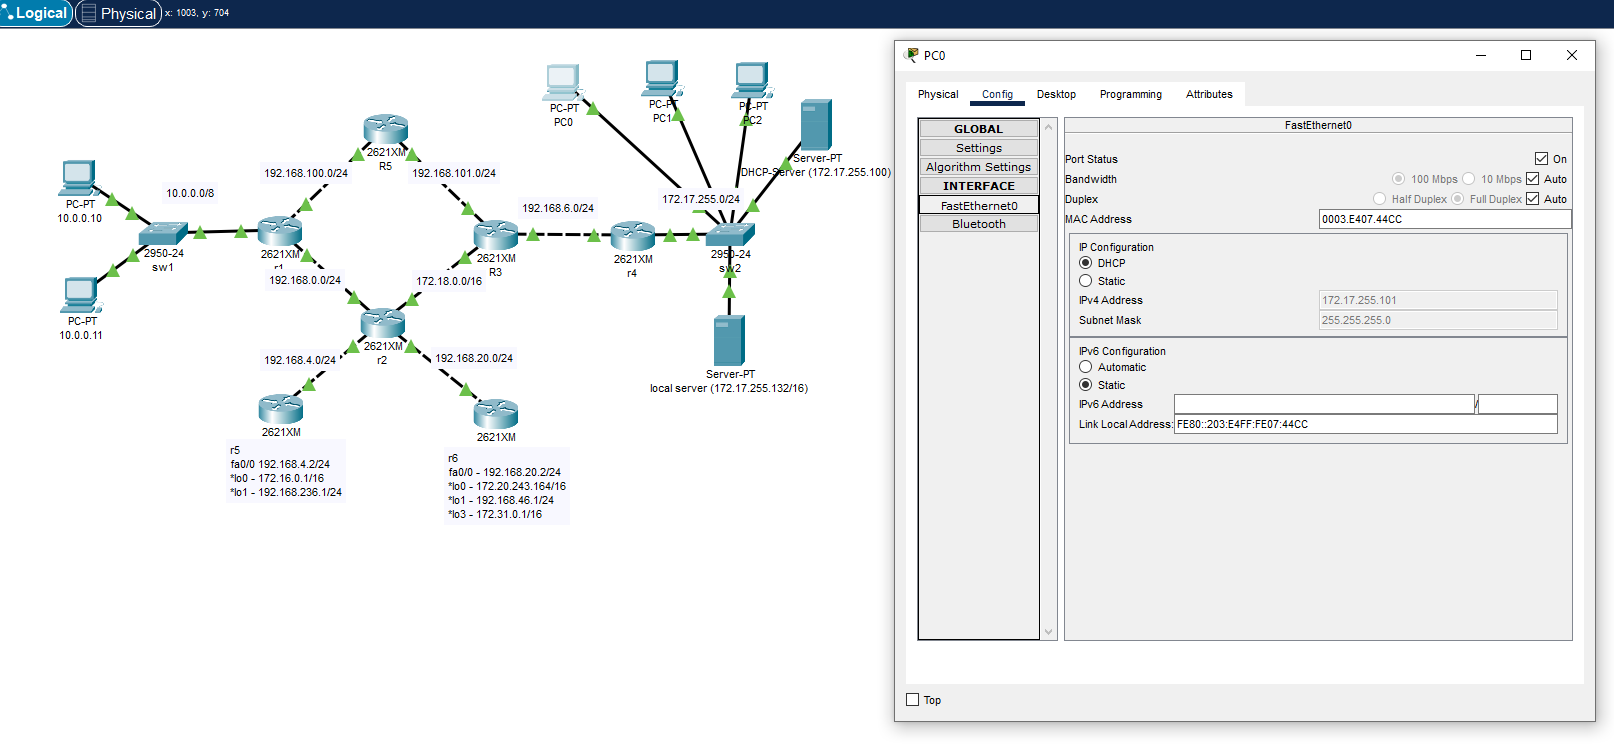 Logical
Physical
x: 1003, y: 704
PC-PT
PC0
PC-PT
PC1
PC-PT
PC2
Server-PT
DHCP-Server (172.17.255.100)
2621XM
R5
192.168.100.0/24
192.168.101.0/24
10.0.0.0/8
PC-PT
10.0.0.10
172.17.255.0/24
192.168.6.0/24
2950-24
sw1
2621XM
r1
2621XM
R3
2621XM
r4
2950-24
sw2
192.168.0.0/24
172.18.0.0/16
PC-PT
10.0.0.11
2621XM
r2
192.168.4.0/24
192.168.20.0/24
Server-PT
local server (172.17.255.132/16)
2621XM
2621XM
r5
fa0/0 192.168.4.2/24
*lo0 - 172.16.0.1/16
*lo1 - 192.168.236.1/24
r6
fa0/0 - 192.168.20.2/24
*lo0 - 172.20.243.164/16
*lo1 - 192.168.46.1/24
*lo3 - 172.31.0.1/16
PC0
Physical
Config
Desktop
Programming
Attributes
GLOBAL
Settings
Algorithm Settings
INTERFACE
FastEthernet0
Bluetooth
FastEthernet0
Port Status
On
Bandwidth
100 Mbps
10 Mbps
Auto
Duplex
Half Duplex
Full Duplex
Auto
MAC Address
0003.E407.44CC
IP Configuration
DHCP
Static
IPv4 Address
172.17.255.101
Subnet Mask
255.255.255.0
IPv6 Configuration
Automatic
Static
IPv6 Address
/
Link Local Address:
FE80::203:E4FF:FE07:44CC
Top